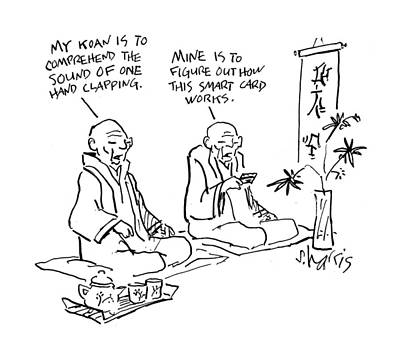 MY KOAN IS TO
COMPREHEND THE
SOUND OF ONE
HAND CLAPPING.
MINE IS TO
FIGURE OUT HOW
THIS SMART CARD
WORKS.
S.harris